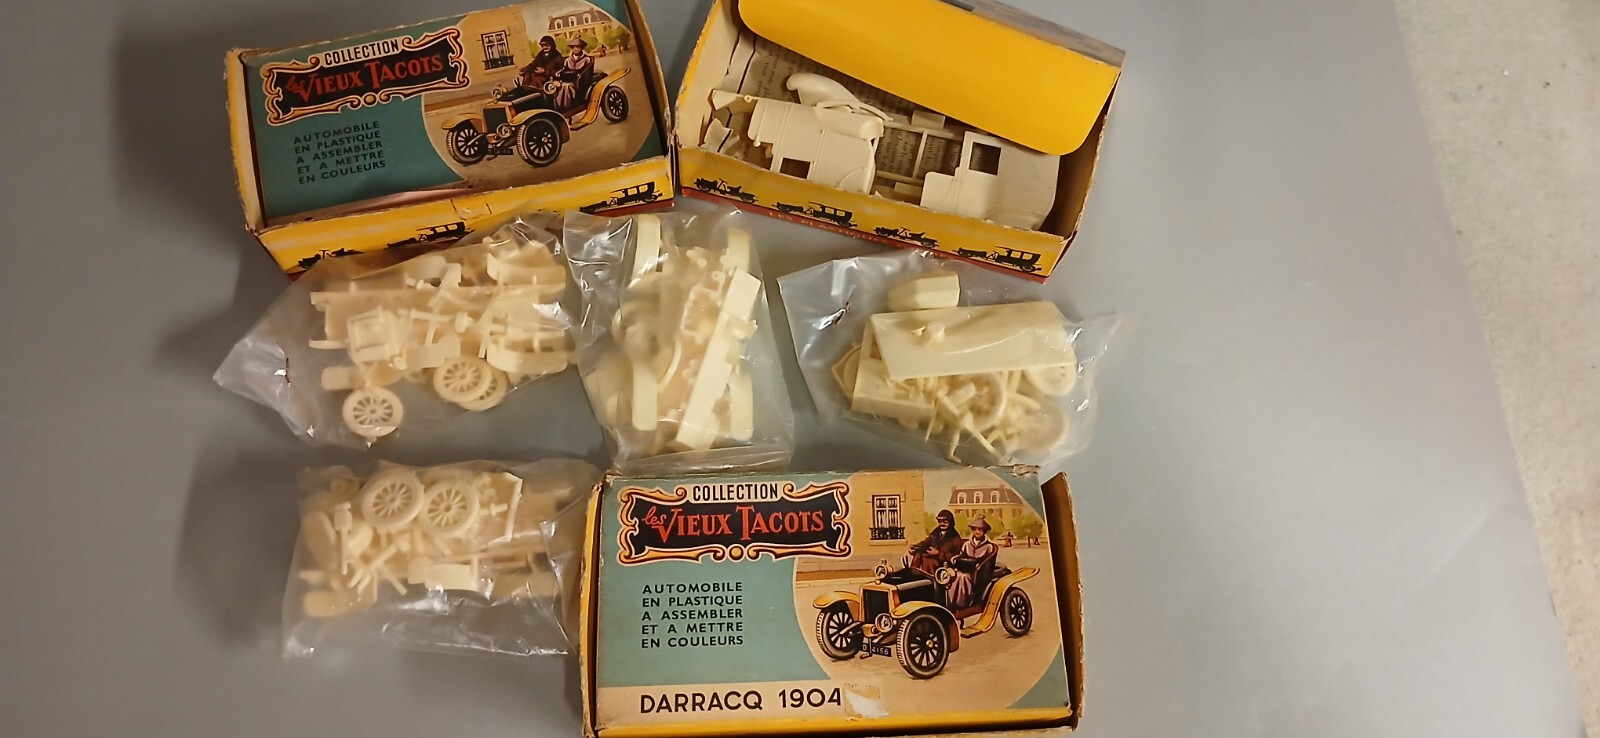 COLLECTION
les VIEUX TACOTS
AUTOMOBILE
EN PLASTIQUE
A ASSEMBLER
ET A METTRE
EN COULEURS
COLLECTION
les VIEUX TACOTS
AUTOMOBILE
EN PLASTIQUE
A ASSEMBLER
ET A METTRE
EN COULEURS
DARRACQ 1904